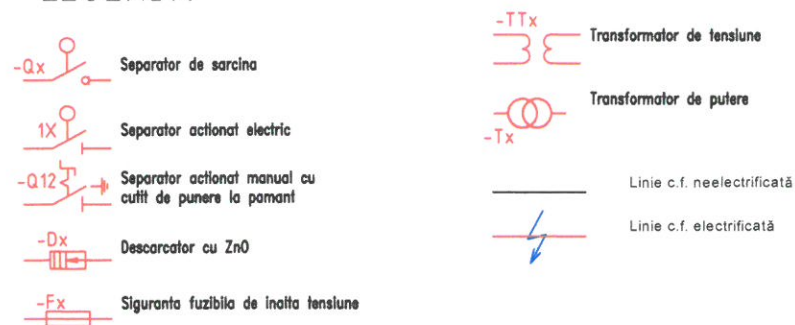 -Qx
Separator de sarcina
1X
Separator actionat electric
-Q12
Separator actionat manual cu
cutit de punere la pamant
-Dx
Descarcator cu ZnO
-Fx
Siguranta fuzibila de inalta tensiune
-TTx
Transformator de tensiune
Transformator de putere
-Tx
Linie c.f. neelectrificată
Linie c.f. electrificată